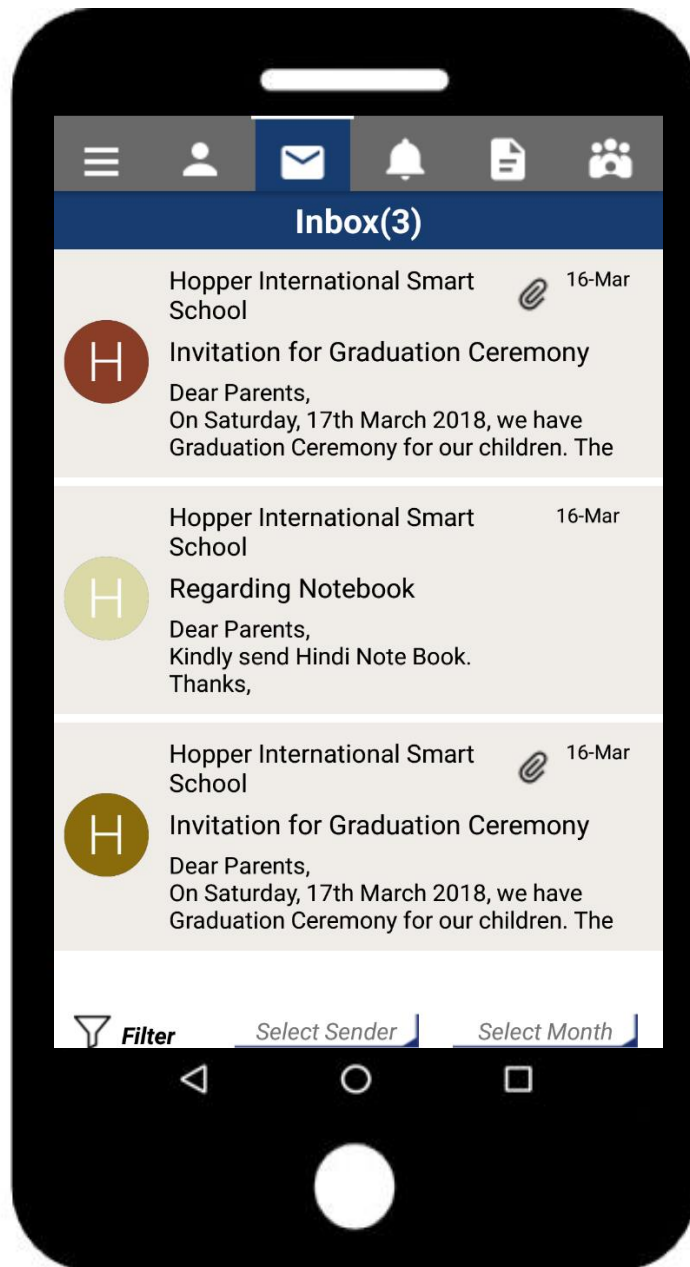 Inbox(3)
Hopper International Smart
School
16-Mar
H
Invitation for Graduation Ceremony
Dear Parents,
On Saturday, 17th March 2018, we have
Graduation Ceremony for our children. The
Hopper International Smart
School
16-Mar
H
Regarding Notebook
Dear Parents,
Kindly send Hindi Note Book.
Thanks,
Hopper International Smart
School
16-Mar
H
Invitation for Graduation Ceremony
Dear Parents,
On Saturday, 17th March 2018, we have
Graduation Ceremony for our children. The
Filter
Select Sender
Select Month